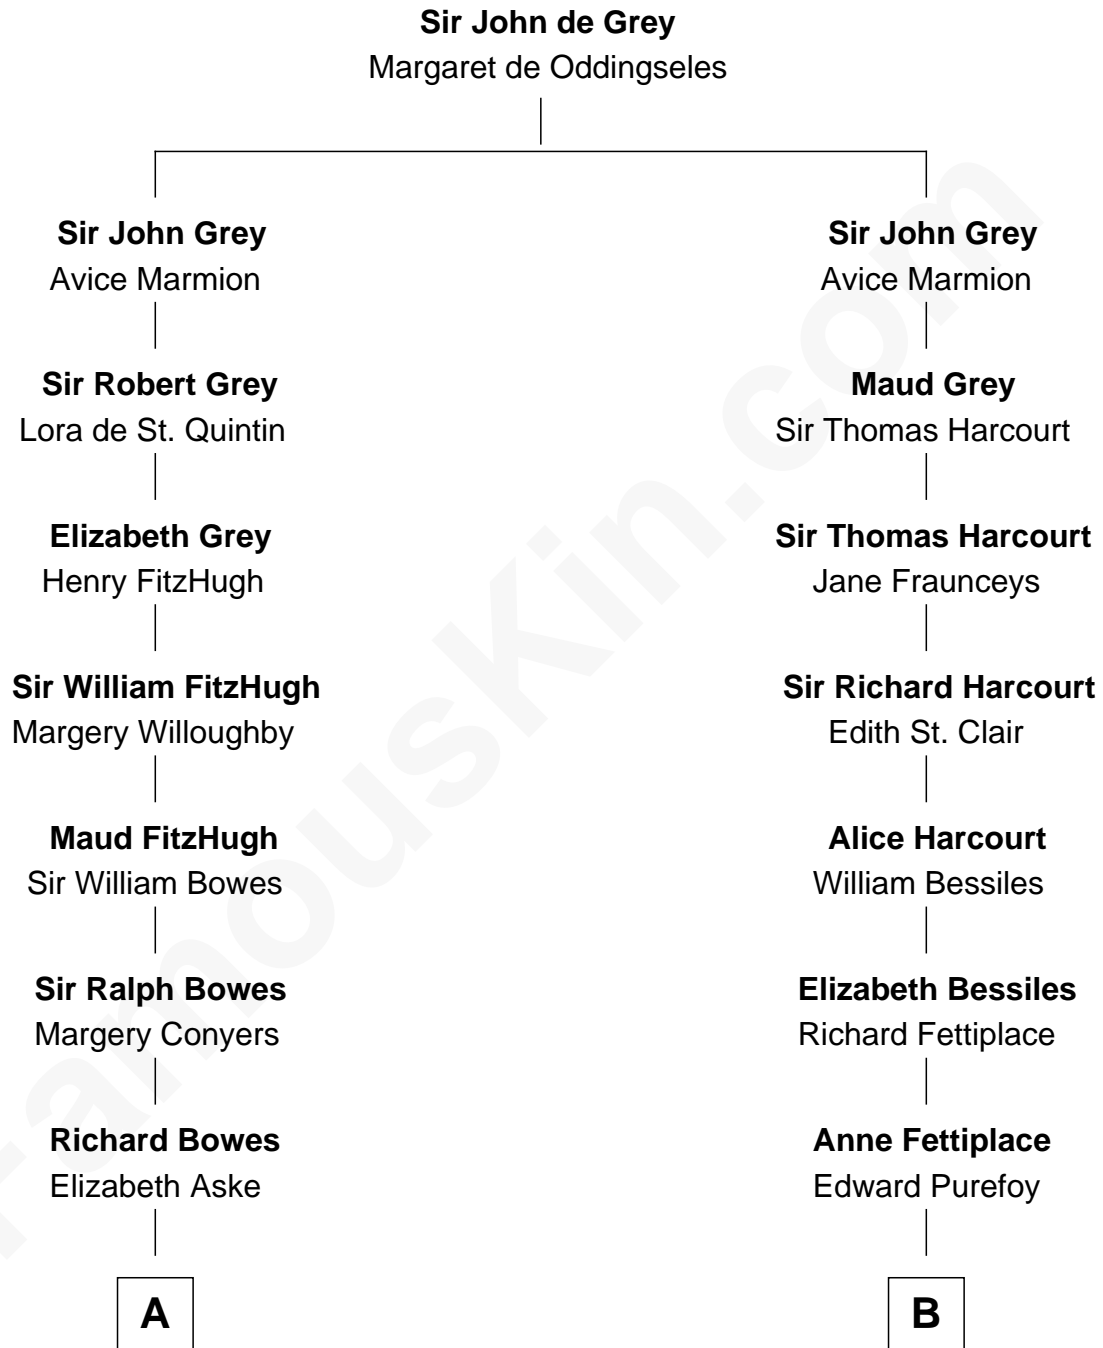 Sir John de Grey
Margaret de Oddingseles
Sir John Grey
Avice Marmion
Sir Robert Grey
Lora de St. Quintin
Elizabeth Grey
Henry FitzHugh
Sir William FitzHugh
Margery Willoughby
Maud FitzHugh
Sir William Bowes
Sir Ralph Bowes
Margery Conyers
Richard Bowes
Elizabeth Aske
A
Sir John Grey
Avice Marmion
Maud Grey
Sir Thomas Harcourt
Sir Thomas Harcourt
Jane Fraunceys
Sir Richard Harcourt
Edith St. Clair
Alice Harcourt
William Bessiles
Elizabeth Bessiles
Richard Fettiplace
Anne Fettiplace
Edward Purefoy
B
FamousKin.com